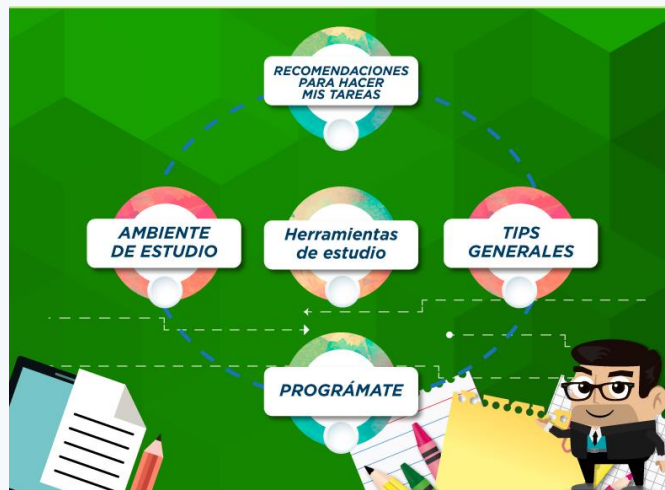 RECOMENDACIONES
PARA HACER
MIS TAREAS
AMBIENTE
DE ESTUDIO
Herramientas
de estudio
TIPS
GENERALES
PROGRÁMATE